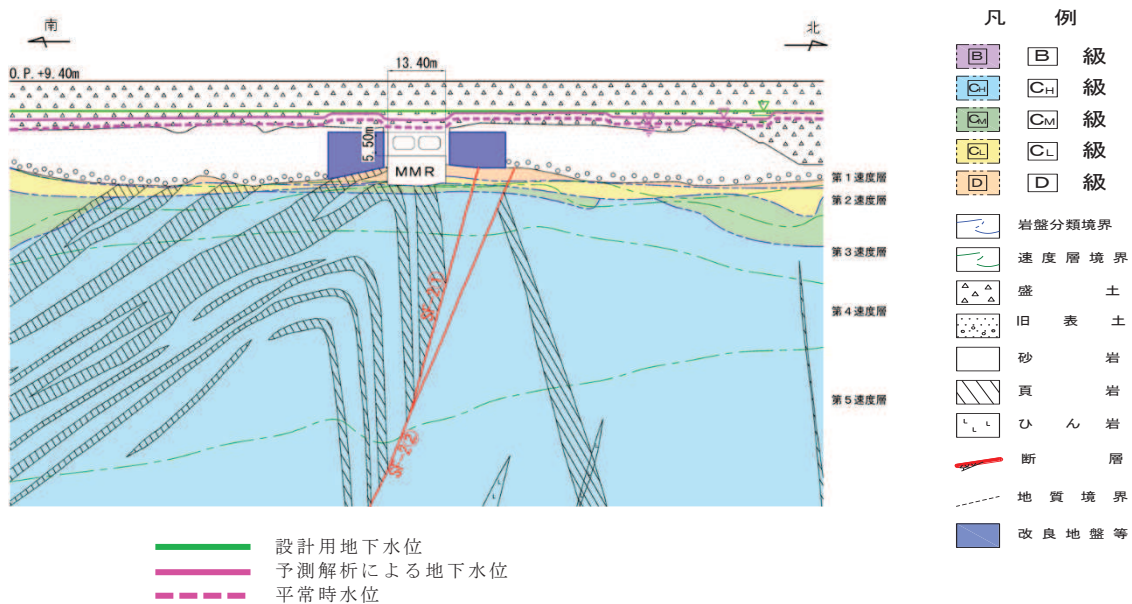 南
北
O.P.+9.40m
13.40m
5.50m
MMR
第1速度層
第2速度層
第3速度層
第4速度層
第5速度層
SF-2①
SF-2②
設計用地下水位
予測解析による地下水位
平常時水位
凡 例
B B 級
CH CH 級
CM CM 級
CL CL 級
D D 級
岩盤分類境界
速度層境界
盛土
旧表土
砂岩
頁岩
ひん岩
断層
地質境界
改良地盤等